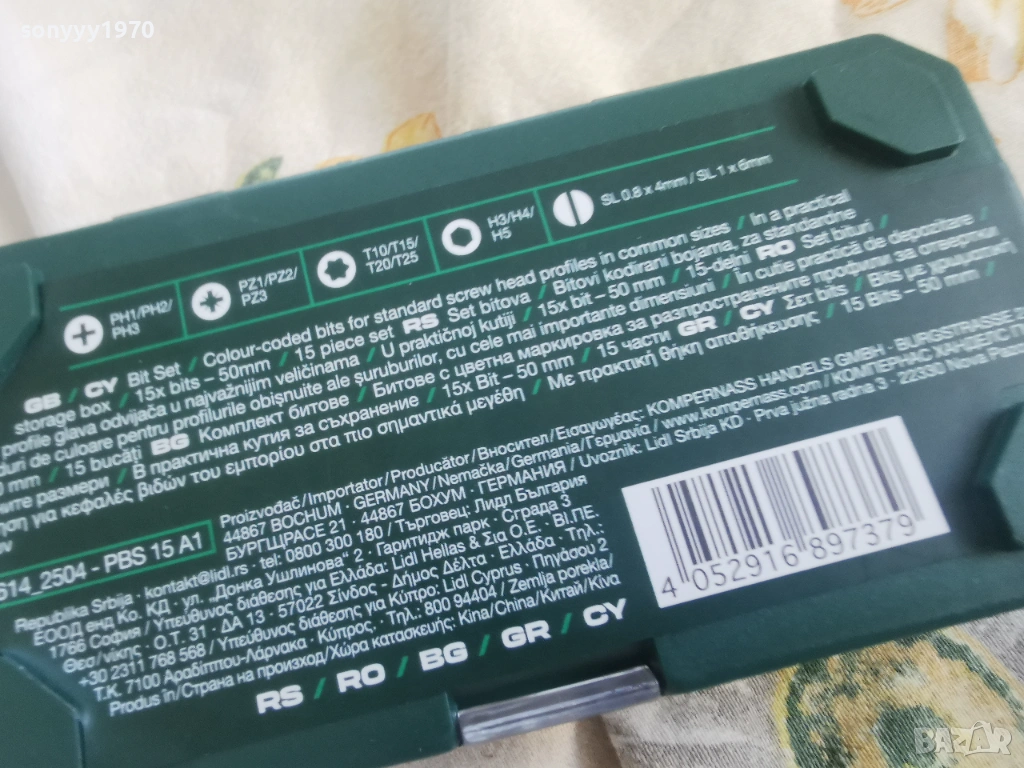 sonyyy1970
PH1/PH2/
PH3
PZ1/PZ2/
PZ3
T10/T15/
T20/T25
H3/H4/
H5
SL 0.8 x 4mm / SL 1 x 6mm
GB / CY Bit Set / Colour-coded bits for standard screw head profiles in common sizes / In a practical
storage box / 15x bits – 50mm / 15 piece set RS Set bitova / Bitovi kodirani bojama, za standardne
profile glava odvijača u najvažnijim veličinama / U praktičnoj kutiji / 15x bit – 50 mm / 15-delni RO Set bituri /
duri de culoare pentru profilurile obișnuite ale șuruburilor, cu cele mai importante dimensiuni / In cutie practică de depozitare /
mm / 15 bucăți BG Комплект битове / Битове с цветна маркировка за разпространените профили за отверки
размери / В практична кутия за съхранение / 15x Bit – 50 mm / 15 части GR / CY Σετ bits / Bits με χρωματική
για κεφαλές βιδών του εμπορίου στα πιο σημαντικά μεγέθη / Με πρακτική θήκη αποθήκευσης / 15 Bits – 50 mm /
614_2504 - PBS 15 A1
Proizvođač/Importator/Producător/Вносител/Εισαγωγέας: KOMPERNASS HANDELS GMBH · BURGSTRASSE
44867 BOCHUM · GERMANY/Nemačka/Germania/Γερμανία / www.kompernass.com / КОМПЕРНАС ХАНДЕЛС
БУРГЩРАСЕ 21 · 44867 БОХУМ · ГЕРМАНИЯ / Uvoznik: Lidl Srbija KD · Prva južna radna 3 · 22330 Nova
Republika Srbija · kontakt@lidl.rs · tel: 0800 300 180 / Търговец: Лидл България
ЕООД енд Ко. КД · ул. „Донка Ушлинова“ 2 · Гаритидж парк · Сграда 3
1766 София / Υπεύθυνος διάθεσης για Ελλάδα: Lidl Hellas & Σια Ο.Ε · ΒΙ.ΠΕ.
Θεσ/νίκης · Ο.Τ. 31 · ΔΑ 13 · 57022 Σίνδος · Δήμος Δέλτα · Ελλάδα · Τηλ.:
+30 2311 768 568 / Υπεύθυνος διάθεσης για Κύπρο: Lidl Cyprus · Πηγάσου 2
Τ.Κ. 7100 Αραδίππου-Λάρνακα · Κύπρος · Τηλ.: 800 94404 / Zemlja porekla/
Produs în/Страна на произход/Χώρα κατασκευής: Kina/China/Китай/Κίνα
RS / RO / BG / GR / CY
4 052916 897379
BAZAR